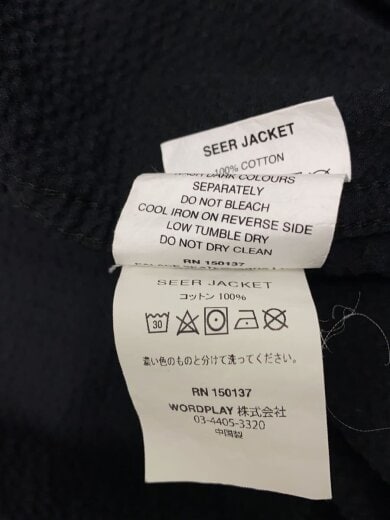 SEER JACKET
100% COTTON
WASH DARK COLOURS
SEPARATELY
DO NOT BLEACH
COOL IRON ON REVERSE SIDE
LOW TUMBLE DRY
DO NOT DRY CLEAN
RN 150137
SEER JACKET
コットン 100%
30
濃い色のものと分けて洗ってください。
RN 150137
WORDPLAY 株式会社
03-4405-3320
中国製